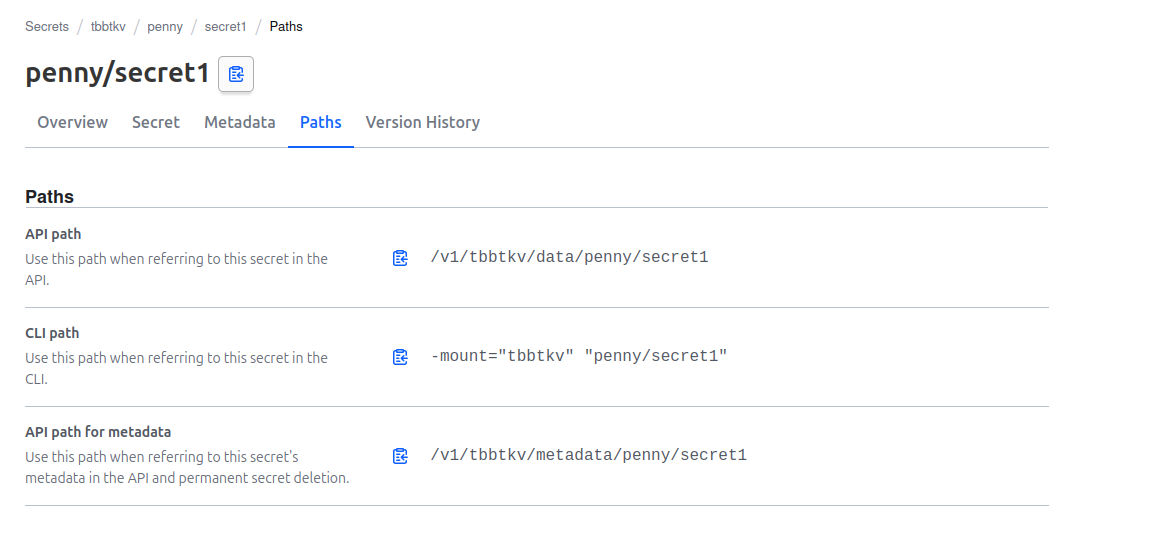 Secrets / tbbtkv / penny / secret1 / Paths
penny/secret1
Overview Secret Metadata Paths Version History
Paths
API path
Use this path when referring to this secret in the
API.
/v1/tbbtkv/data/penny/secret1
CLI path
Use this path when referring to this secret in the
CLI.
-mount="tbbtkv" "penny/secret1"
API path for metadata
Use this path when referring to this secret's
metadata in the API and permanent secret deletion.
/v1/tbbtkv/metadata/penny/secret1